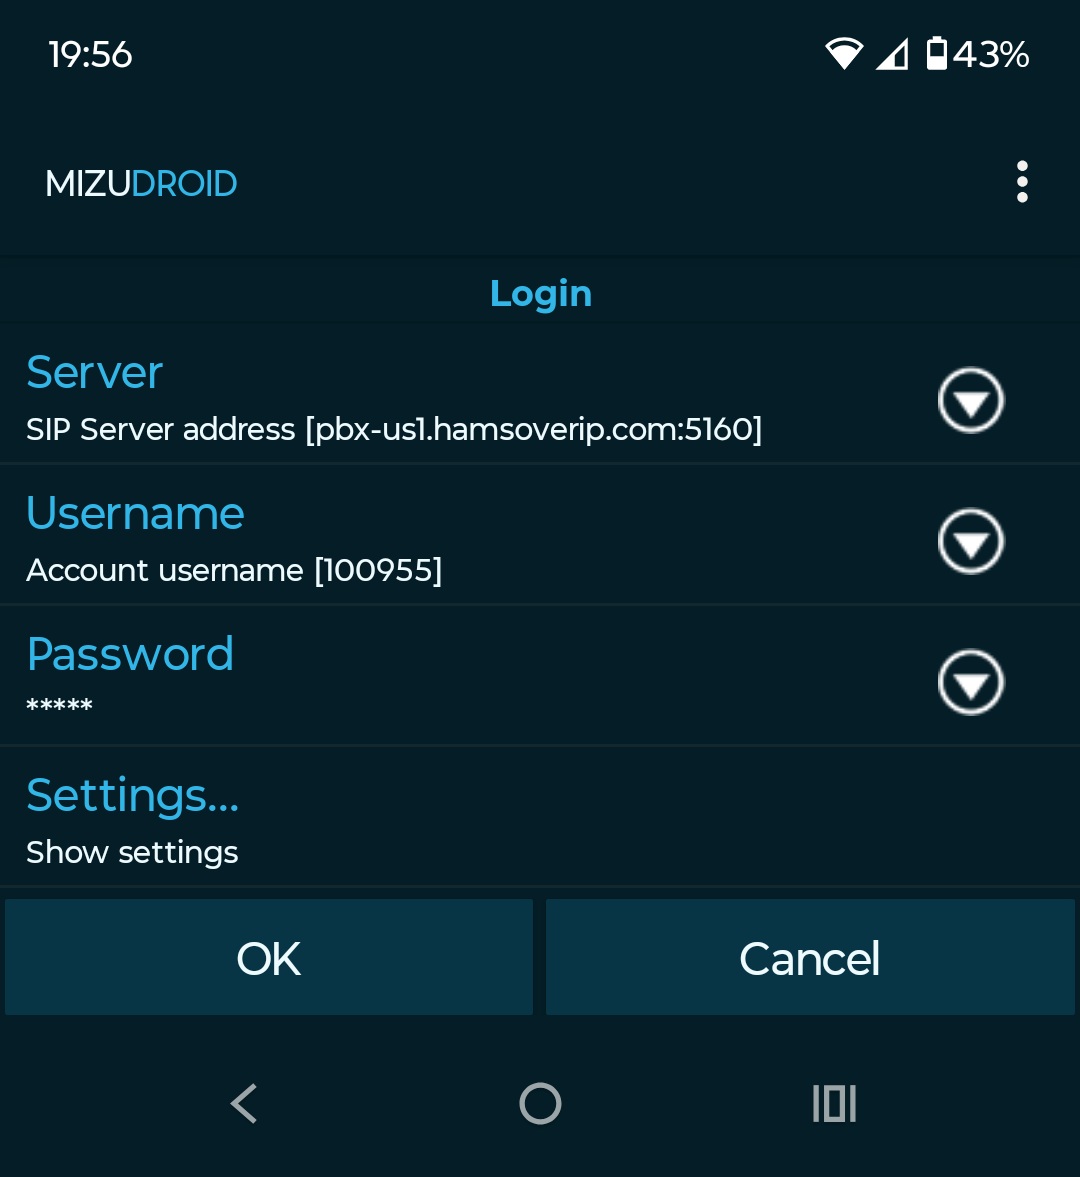 19:56 43%
MIZUDROID
Login
Server
SIP Server address [pbx-us1.hamsoverip.com:5160]
Username
Account username [100955]
Password
*****
Settings...
Show settings
OK Cancel